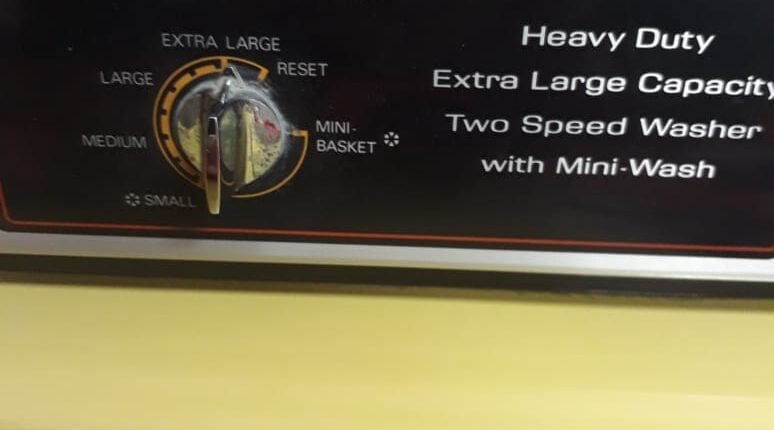 EXTRA LARGE
LARGE
RESET
MEDIUM
MINI-
BASKET
SMALL
Heavy Duty
Extra Large Capacity
Two Speed Washer
with Mini-Wash